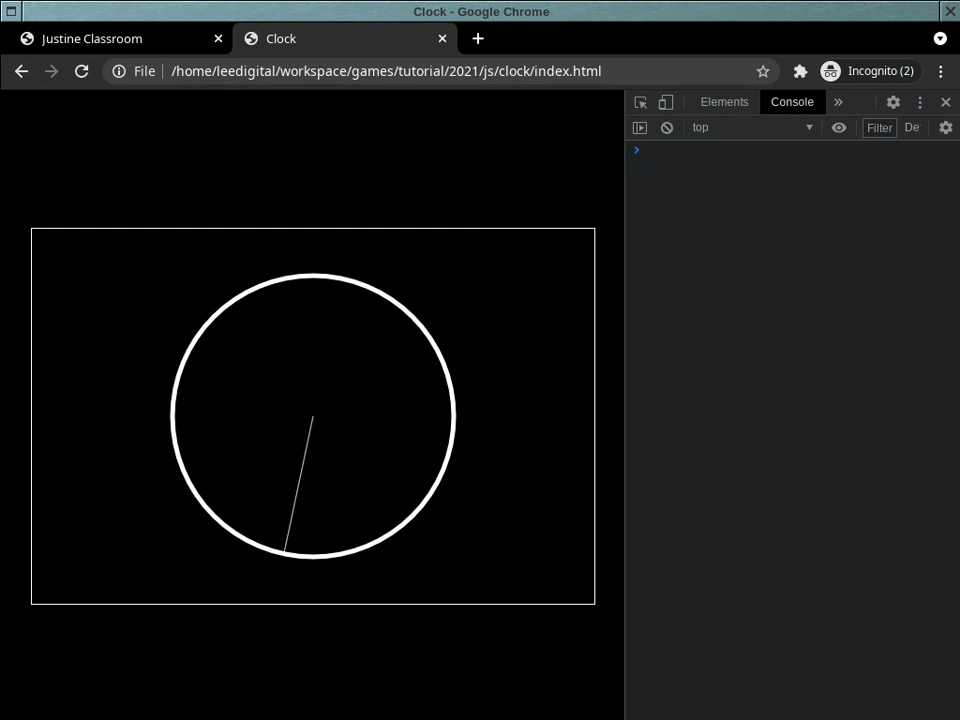 Clock - Google Chrome
Justine Classroom
Clock
File
/home/leedigital/workspace/games/tutorial/2021/js/clock/index.html
Incognito (2)
Elements
Console
top
Filter
De